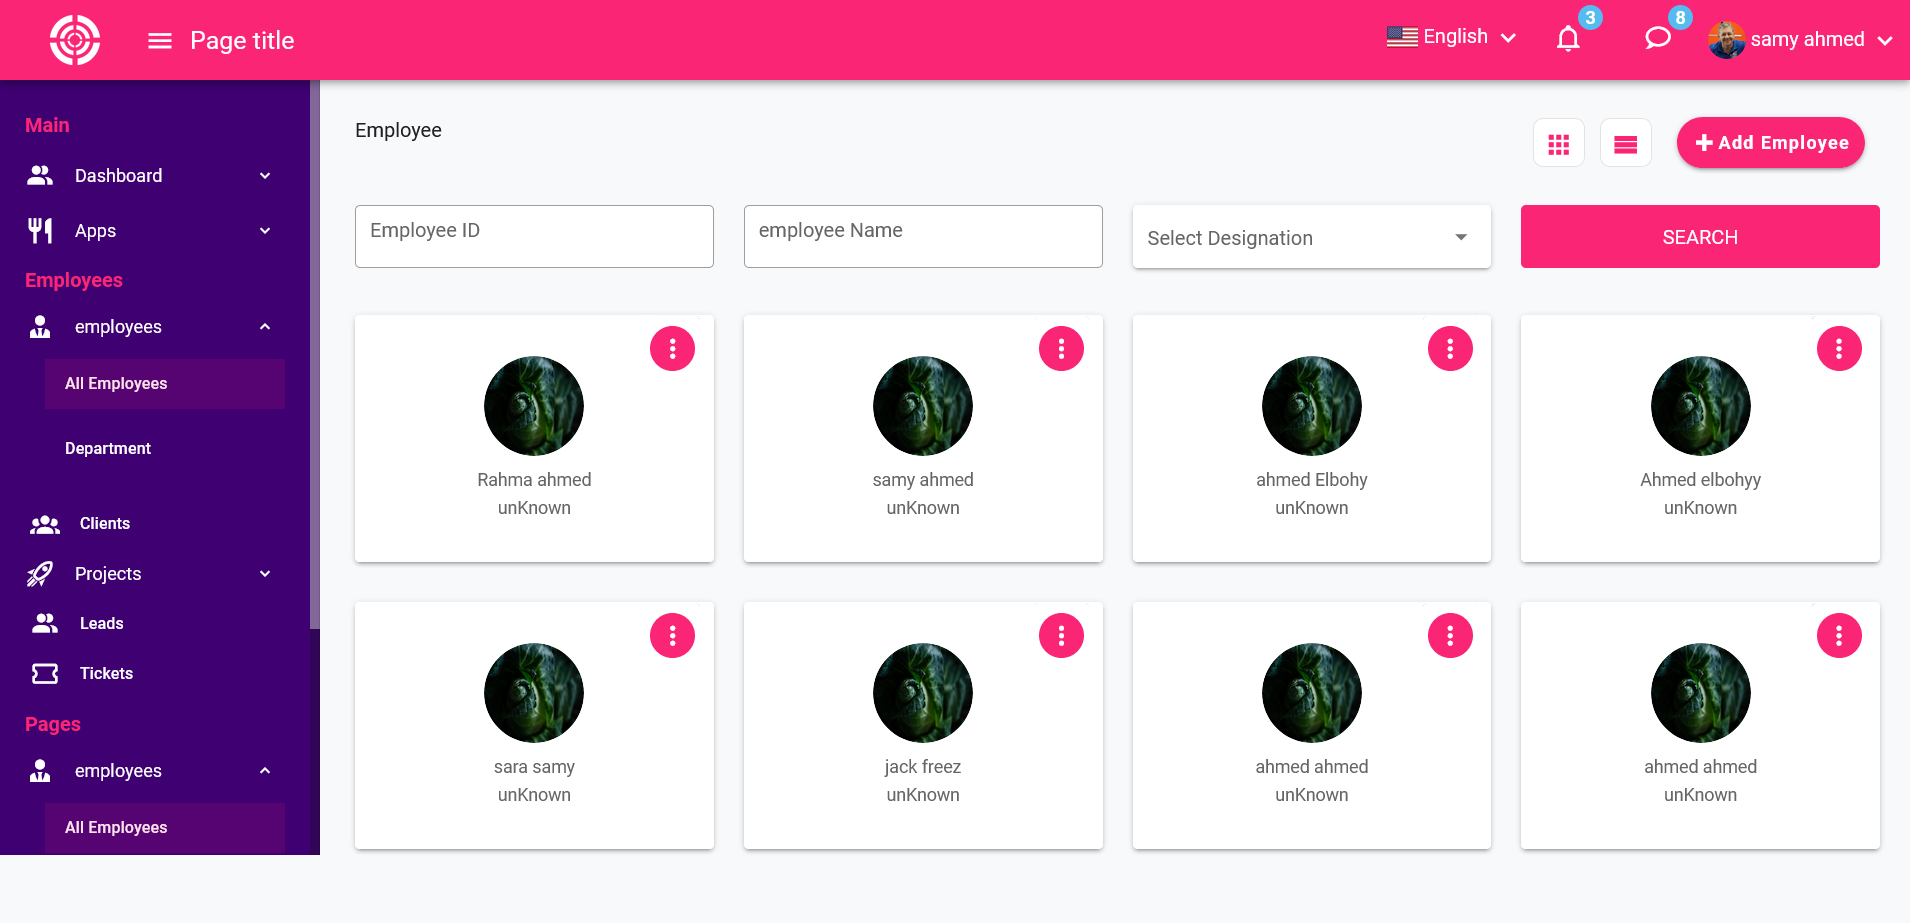 Page title
English
3
8
samy ahmed
Main
Dashboard
Apps
Employees
employees
All Employees
Department
Clients
Projects
Leads
Tickets
Pages
employees
All Employees
Employee
Add Employee
Employee ID
employee Name
Select Designation
SEARCH
Rahma ahmed
unKnown
samy ahmed
unKnown
ahmed Elbohy
unKnown
Ahmed elbohyy
unKnown
sara samy
unKnown
jack freez
unKnown
ahmed ahmed
unKnown
ahmed ahmed
unKnown